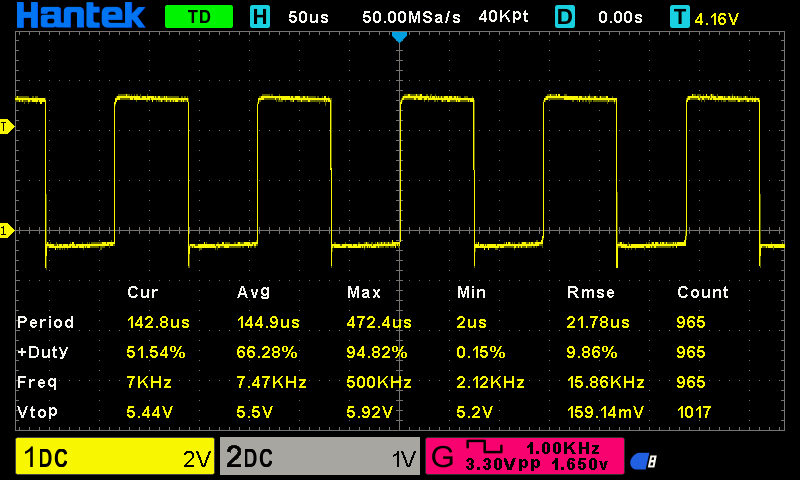 Hantek TD H 50us 50.00MSa/s 40Kpt D 0.00s T 4.16V
T
1
Cur Avg Max Min Rmse Count
Period 142.8us 144.9us 472.4us 2us 21.78us 965
+Duty 51.54% 66.28% 94.82% 0.15% 9.86% 965
Freq 7KHz 7.47KHz 500KHz 2.12KHz 15.86KHz 965
Vtop 5.44V 5.5V 5.92V 5.2V 159.14mV 1017
1DC 2V 2DC 1V G 1.00KHz
3.30Vpp 1.650v